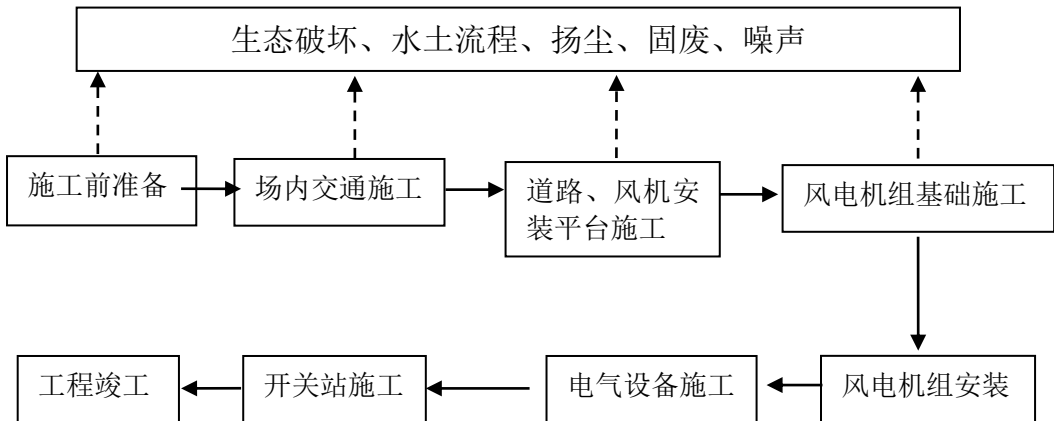 生态破坏、水土流程、扬尘、固废、噪声
施工前准备
场内交通施工
道路、风机安
装平台施工
风电机组基础施工
工程竣工
开关站施工
电气设备施工
风电机组安装